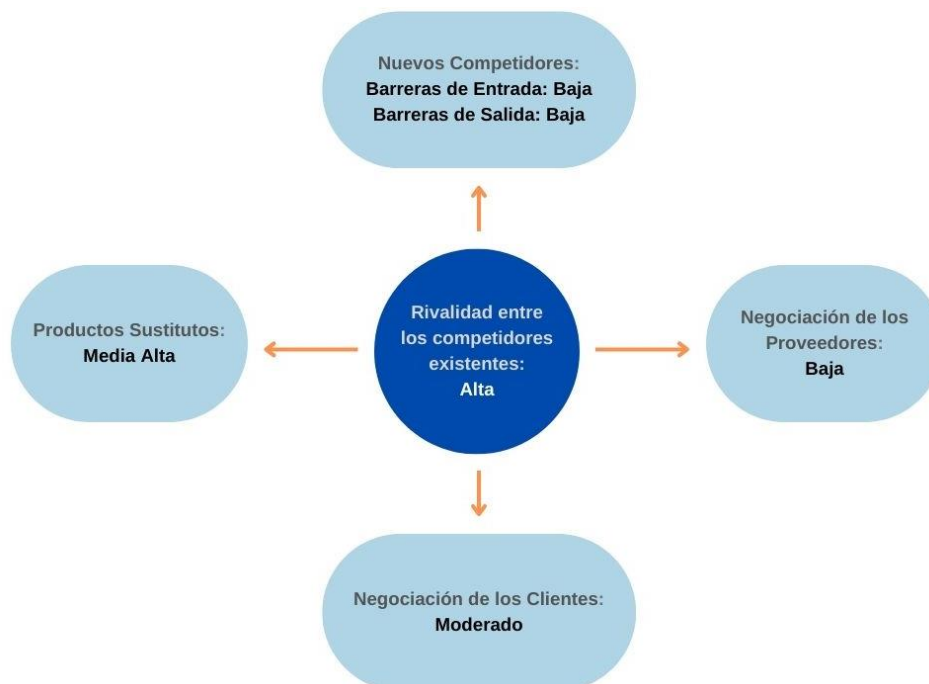 Nuevos Competidores:
Barreras de Entrada: Baja
Barreras de Salida: Baja
Productos Sustitutos:
Media Alta
Rivalidad entre
los competidores
existentes:
Alta
Negociación de los
Proveedores:
Baja
Negociación de los Clientes:
Moderado